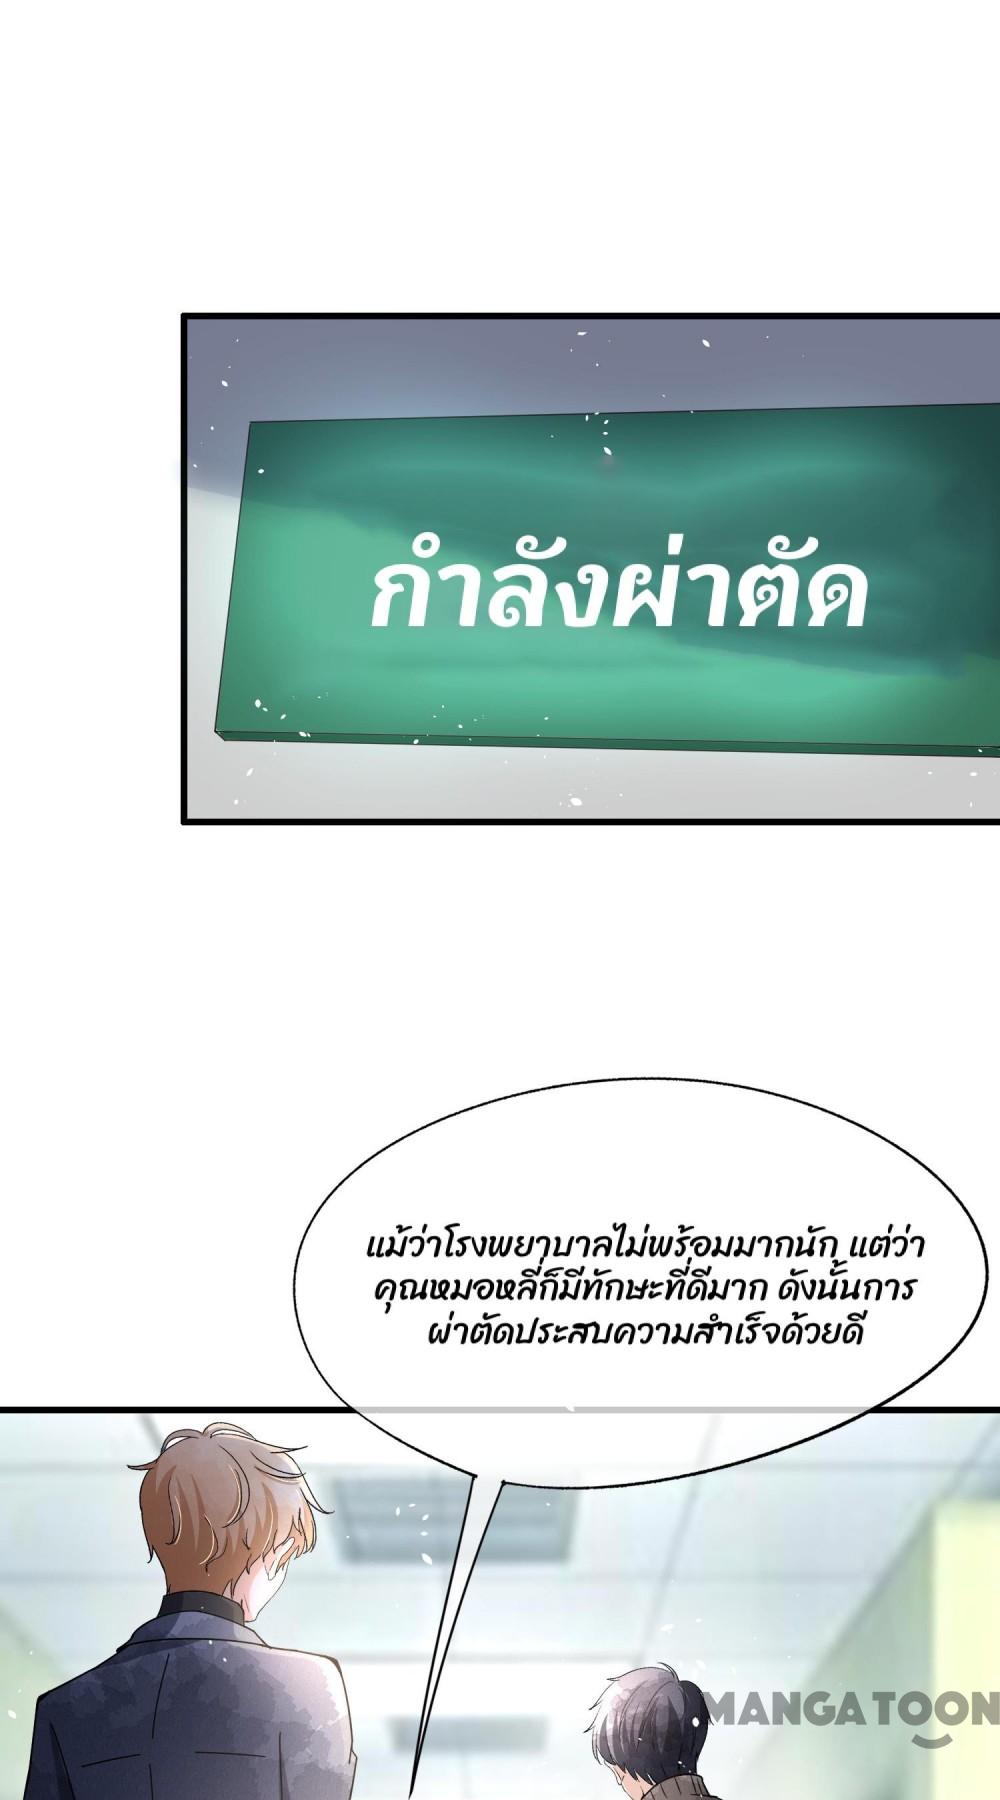 กำลังผ่าตัด
แม้ว่าโรงพยาบาลไม่พร้อมมากนัก แต่ว่า
คุณหมอหลี่ก็มีทักษะที่ดีมาก ดังนั้นการ
ผ่าตัดประสบความสำเร็จด้วยดี
MANGATOON